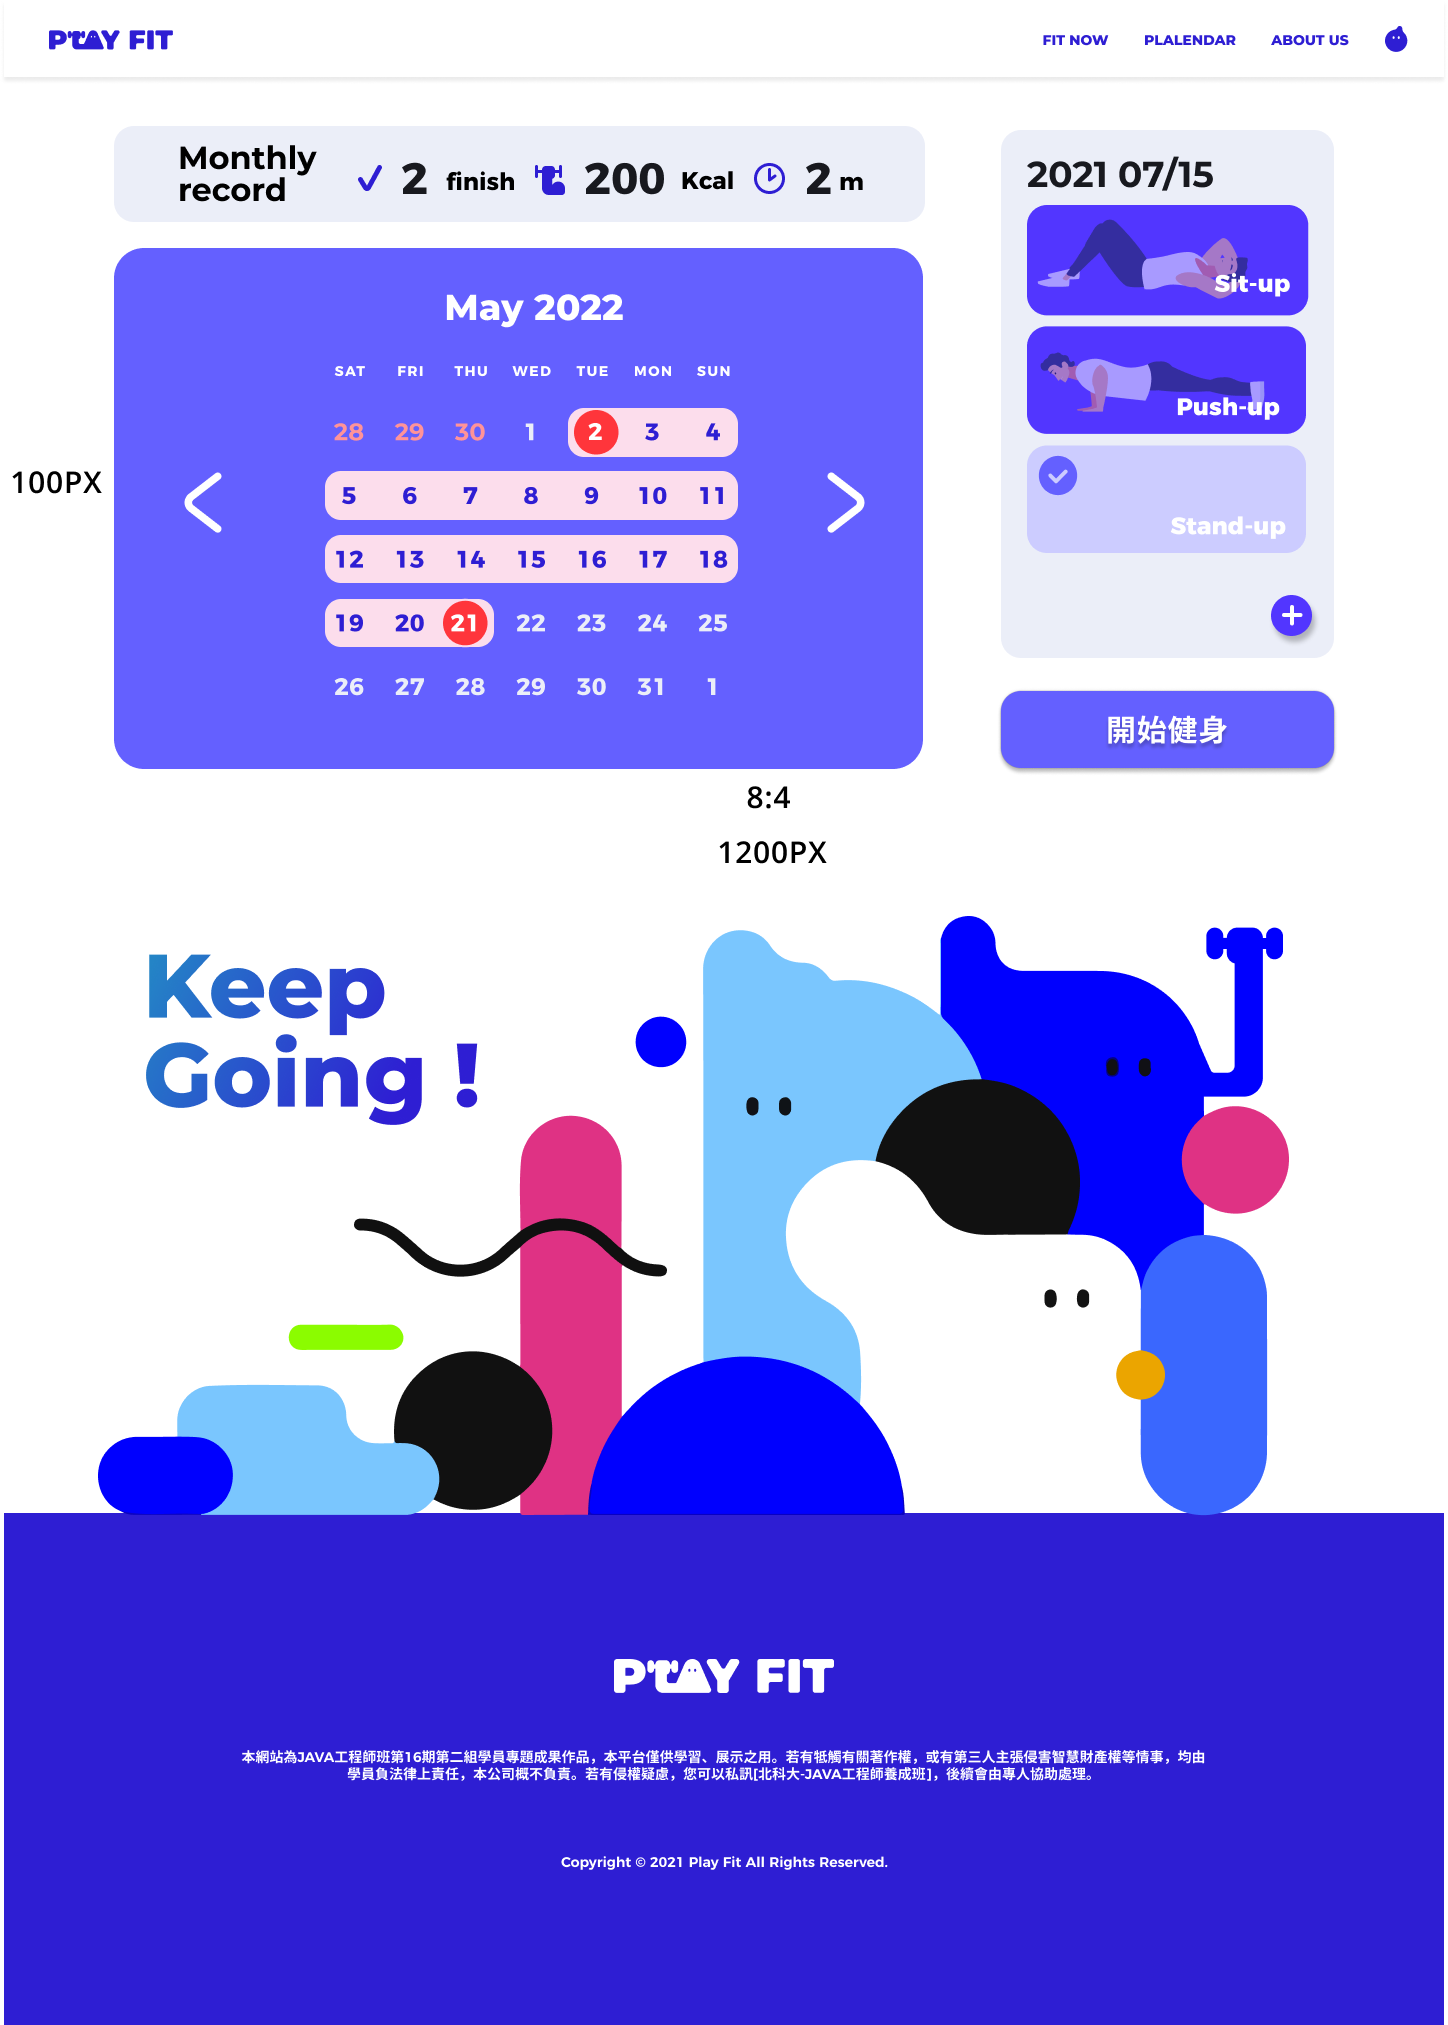 PLAY FIT
FIT NOW PLALENDAR ABOUT US
Monthly
record
2 finish 200 Kcal 2 m
2021 07/15
Sit-up
Push-up
Stand-up
May 2022
SAT FRI THU WED TUE MON SUN
28 29 30 1 2 3 4
5 6 7 8 9 10 11
12 13 14 15 16 17 18
19 20 21 22 23 24 25
26 27 28 29 30 31 1
100PX
開始健身
8:4
1200PX
Keep
Going !
PLAY FIT
本網站為JAVA工程師班第16期第二組學員專題成果作品，本平台僅供學習、展示之用。若有牴觸有關著作權，或有第三人主張侵害智慧財產權等情事，均由
學員負法律上責任，本公司概不負責。若有侵權疑慮，您可以私訊[北科大-JAVA工程師養成班]，後續會由專人協助處理。
Copyright © 2021 Play Fit All Rights Reserved.